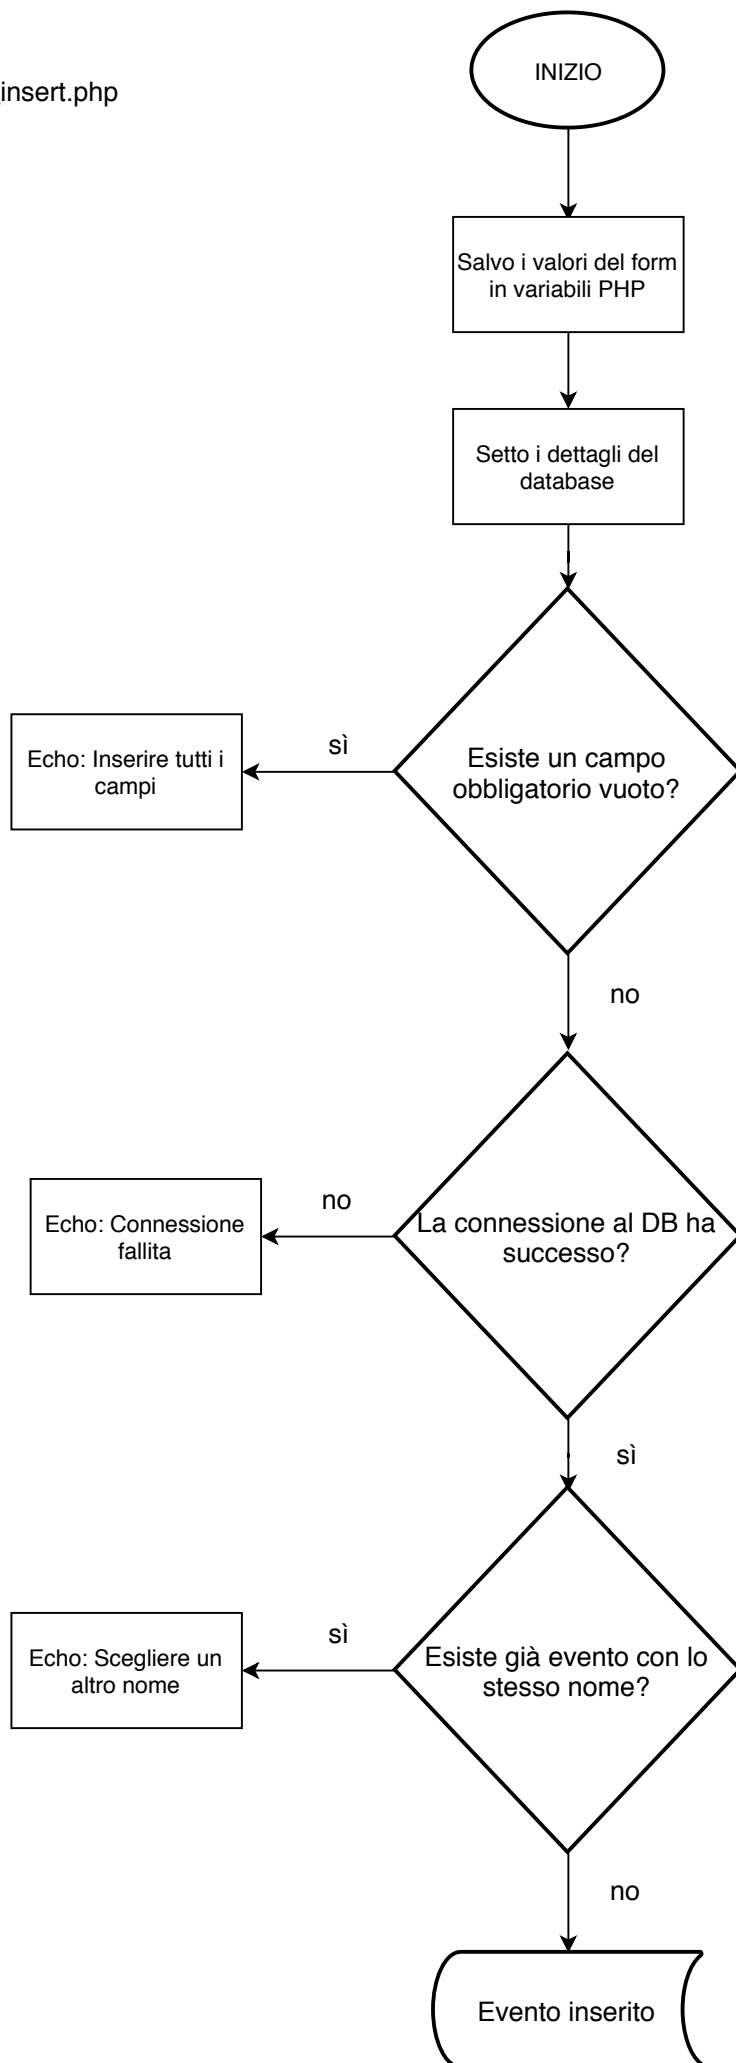 INIZIO
insert.php
Salvo i valori del form
in variabili PHP
Setto i dettagli del
database
sì
Echo: Inserire tutti i
campi
Esiste un campo
obbligatorio vuoto?
no
no
Echo: Connessione
fallita
La connessione al DB ha
successo?
sì
sì
Echo: Scegliere un
altro nome
Esiste già evento con lo
stesso nome?
no
Evento inserito